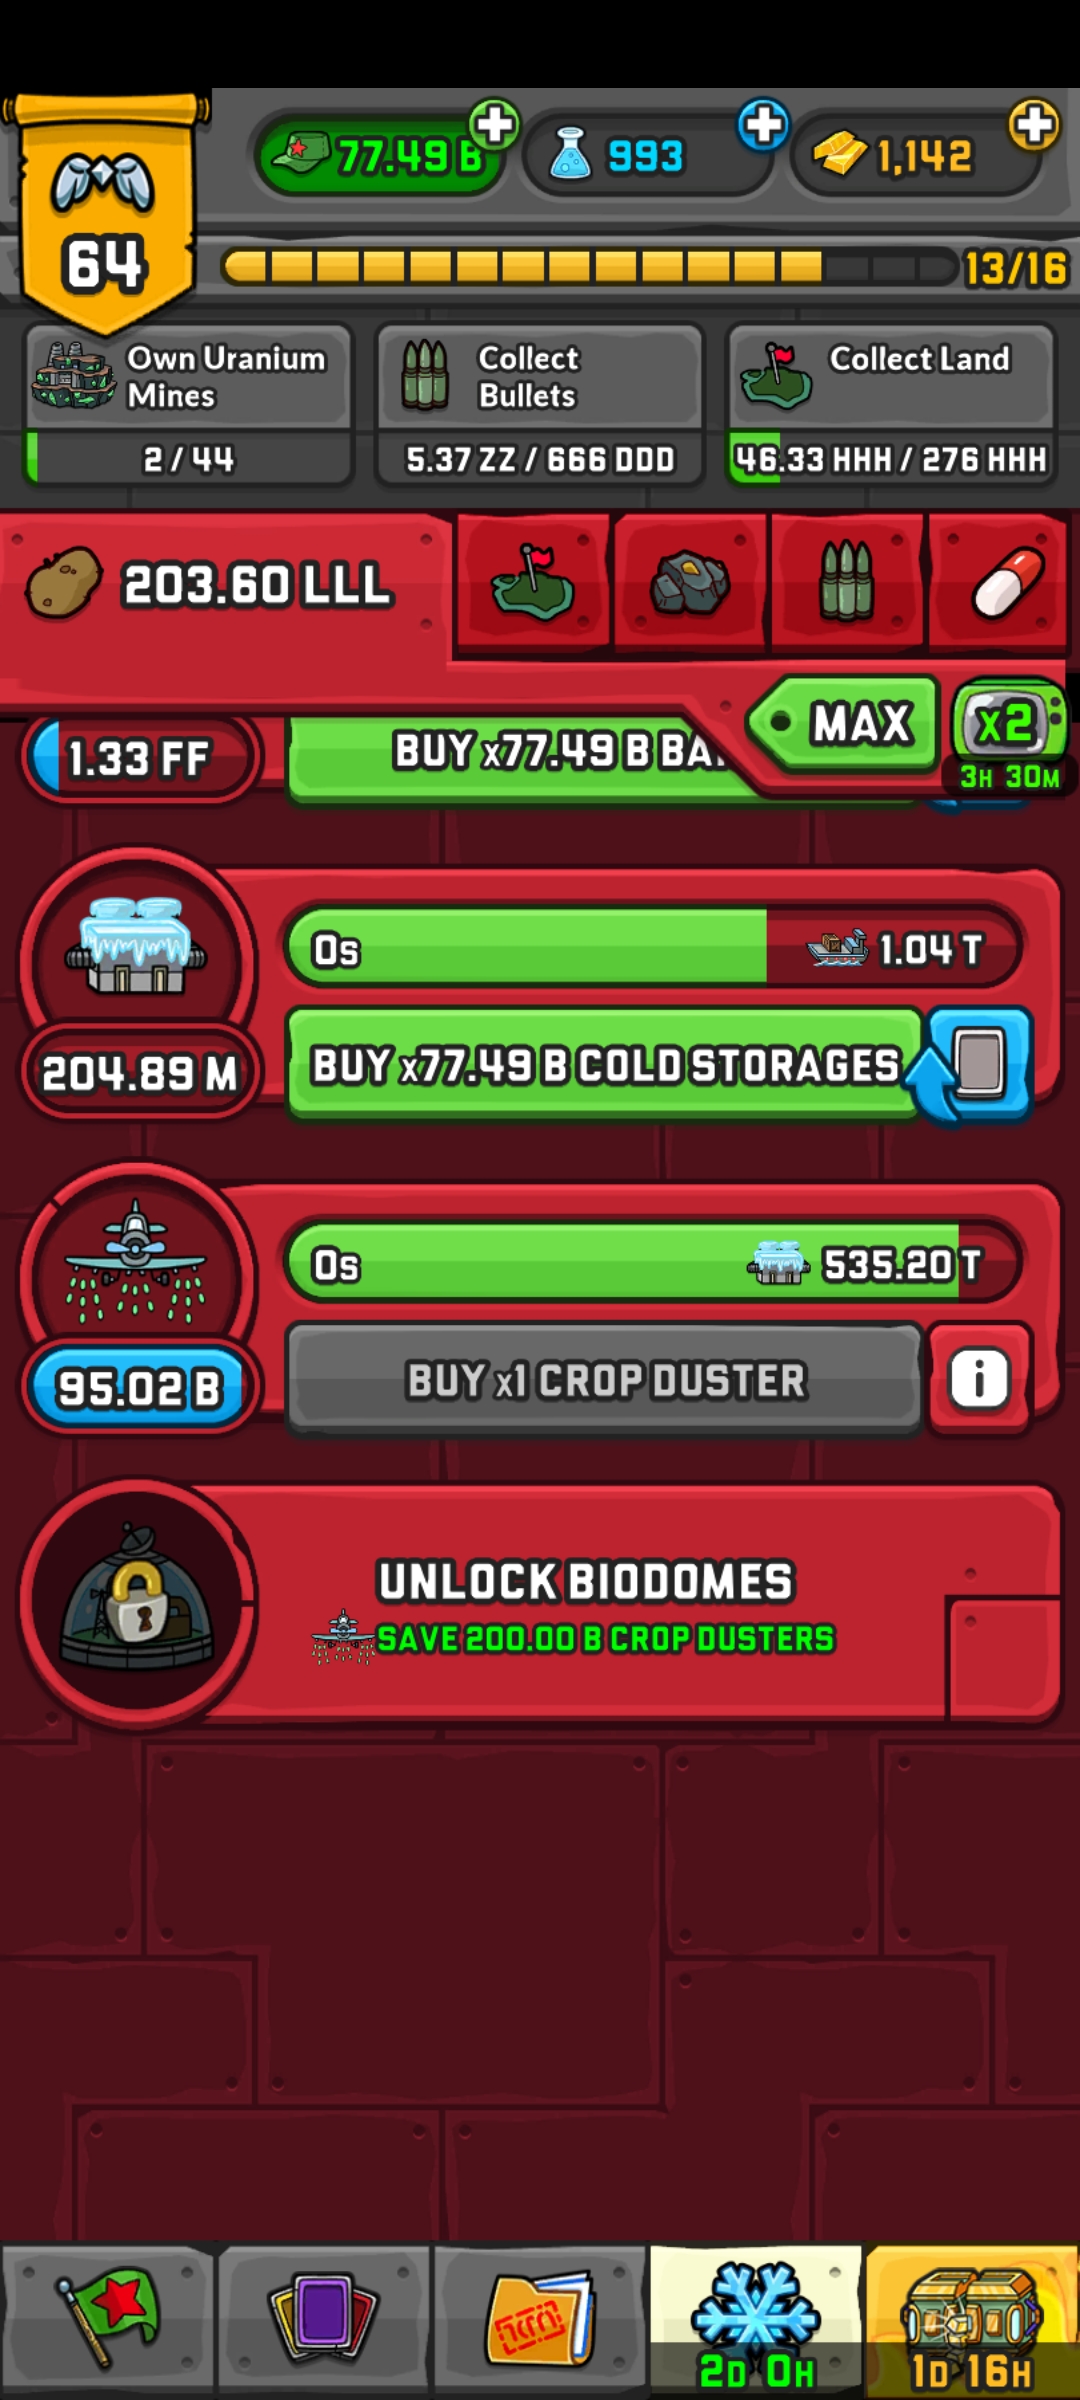 77.49 B
993
1,142
64
13/16
Own Uranium
Mines
2 / 44
Collect
Bullets
5.37 ZZ / 666 DDD
Collect Land
46.33 HHH / 276 HHH
203.60 LLL
MAX
X2
3H 30M
1.33 FF
BUY x77.49 B BA
0s
1.04 T
204.89 M
BUY x77.49 B COLD STORAGES
0s
535.20 T
95.02 B
BUY x1 CROP DUSTER
i
UNLOCK BIODOMES
SAVE 200.00 B CROP DUSTERS
2D 0H
1D 16H